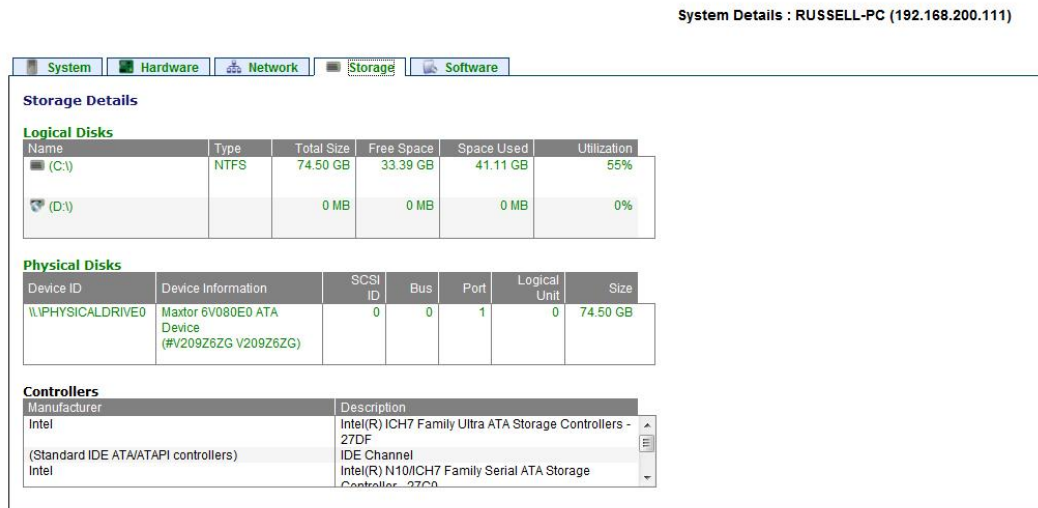 System Details : RUSSELL-PC (192.168.200.111)
System Hardware Network Storage Software
Storage Details
Logical Disks
Name Type Total Size Free Space Space Used Utilization
(C:\) NTFS 74.50 GB 33.39 GB 41.11 GB 55%
(D:\) 0 MB 0 MB 0 MB 0%
Physical Disks
Device ID Device Information SCSI ID Bus Port Logical Unit Size
\\.\PHYSICALDRIVE0 Maxtor 6V080E0 ATA 0 0 1 0 74.50 GB
Device
(#V209Z6ZG V209Z6ZG)
Controllers
Manufacturer Description
Intel Intel(R) ICH7 Family Ultra ATA Storage Controllers -
27DF
(Standard IDE ATA/ATAPI controllers) IDE Channel
Intel Intel(R) N10/ICH7 Family Serial ATA Storage
Controller - 27C0